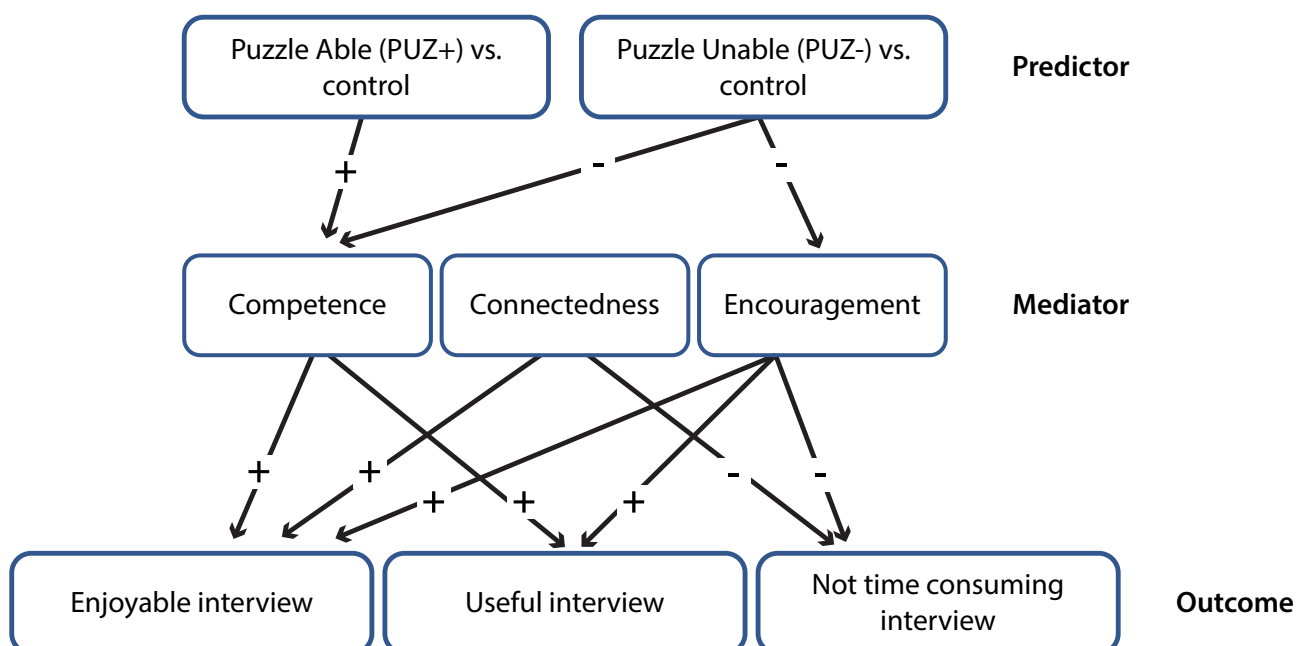 Puzzle Able (PUZ+) vs.
control
Puzzle Unable (PUZ-) vs.
control
Predictor
+
-
-
Competence
Connectedness
Encouragement
Mediator
+
+
-
-
+
+
+
Enjoyable interview
Useful interview
Not time consuming
interview
Outcome